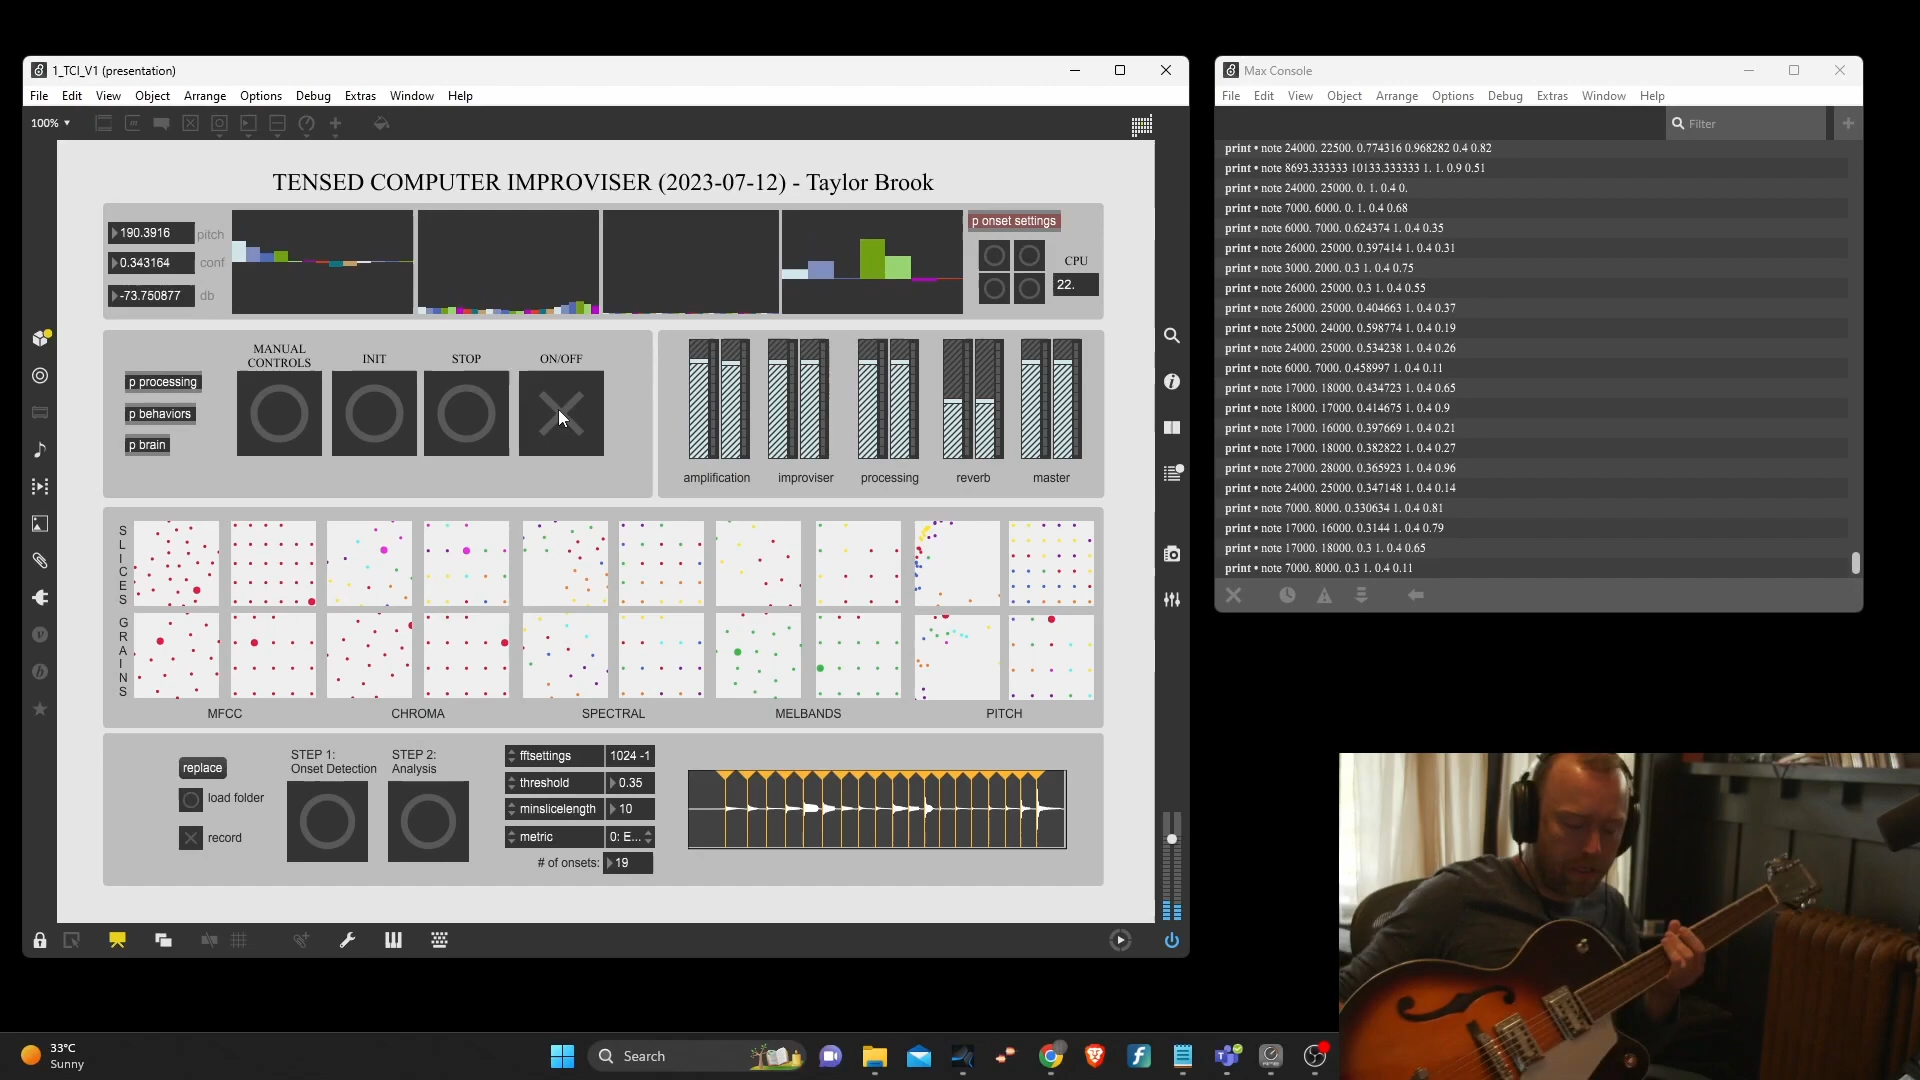 1_TCI_V1 (presentation)
File Edit View Object Arrange Options Debug Extras Window Help
100%
TENSED COMPUTER IMPROVISER (2023-07-12) - Taylor Brook
190.3916 pitch
0.343164 conf
-73.750877 db
p onset settings
CPU
22.
MANUAL
CONTROLS
INIT
STOP
ON/OFF
p processing
p behaviors
p brain
amplification improviser processing reverb master
SLICES
GRAINS
MFCC CHROMA SPECTRAL MELBANDS PITCH
replace
load folder
record
STEP 1:
Onset Detection
STEP 2:
Analysis
fftsettings 1024 -1
threshold 0.35
minslicelength 10
metric 0: E...
# of onsets: 19
Max Console
File Edit View Object Arrange Options Debug Extras Window Help
Filter
print • note 24000. 22500. 0.774316 0.968282 0.4 0.82
print • note 8693.333333 10133.333333 1. 1. 0.9 0.51
print • note 24000. 25000. 0. 1. 0.4 0.
print • note 7000. 6000. 0. 1. 0.4 0.68
print • note 6000. 7000. 0.624374 1. 0.4 0.35
print • note 26000. 25000. 0.397414 1. 0.4 0.31
print • note 3000. 2000. 0.3 1. 0.4 0.75
print • note 26000. 25000. 0.3 1. 0.4 0.55
print • note 26000. 25000. 0.404663 1. 0.4 0.37
print • note 25000. 24000. 0.598774 1. 0.4 0.19
print • note 24000. 25000. 0.534238 1. 0.4 0.26
print • note 6000. 7000. 0.458997 1. 0.4 0.11
print • note 17000. 18000. 0.434723 1. 0.4 0.65
print • note 18000. 17000. 0.414675 1. 0.4 0.9
print • note 17000. 16000. 0.397669 1. 0.4 0.21
print • note 17000. 18000. 0.382822 1. 0.4 0.27
print • note 27000. 28000. 0.365923 1. 0.4 0.96
print • note 24000. 25000. 0.347148 1. 0.4 0.14
print • note 7000. 8000. 0.330634 1. 0.4 0.81
print • note 17000. 16000. 0.3144 1. 0.4 0.79
print • note 17000. 18000. 0.3 1. 0.4 0.65
print • note 7000. 8000. 0.3 1. 0.4 0.11
33°C
Sunny
Search